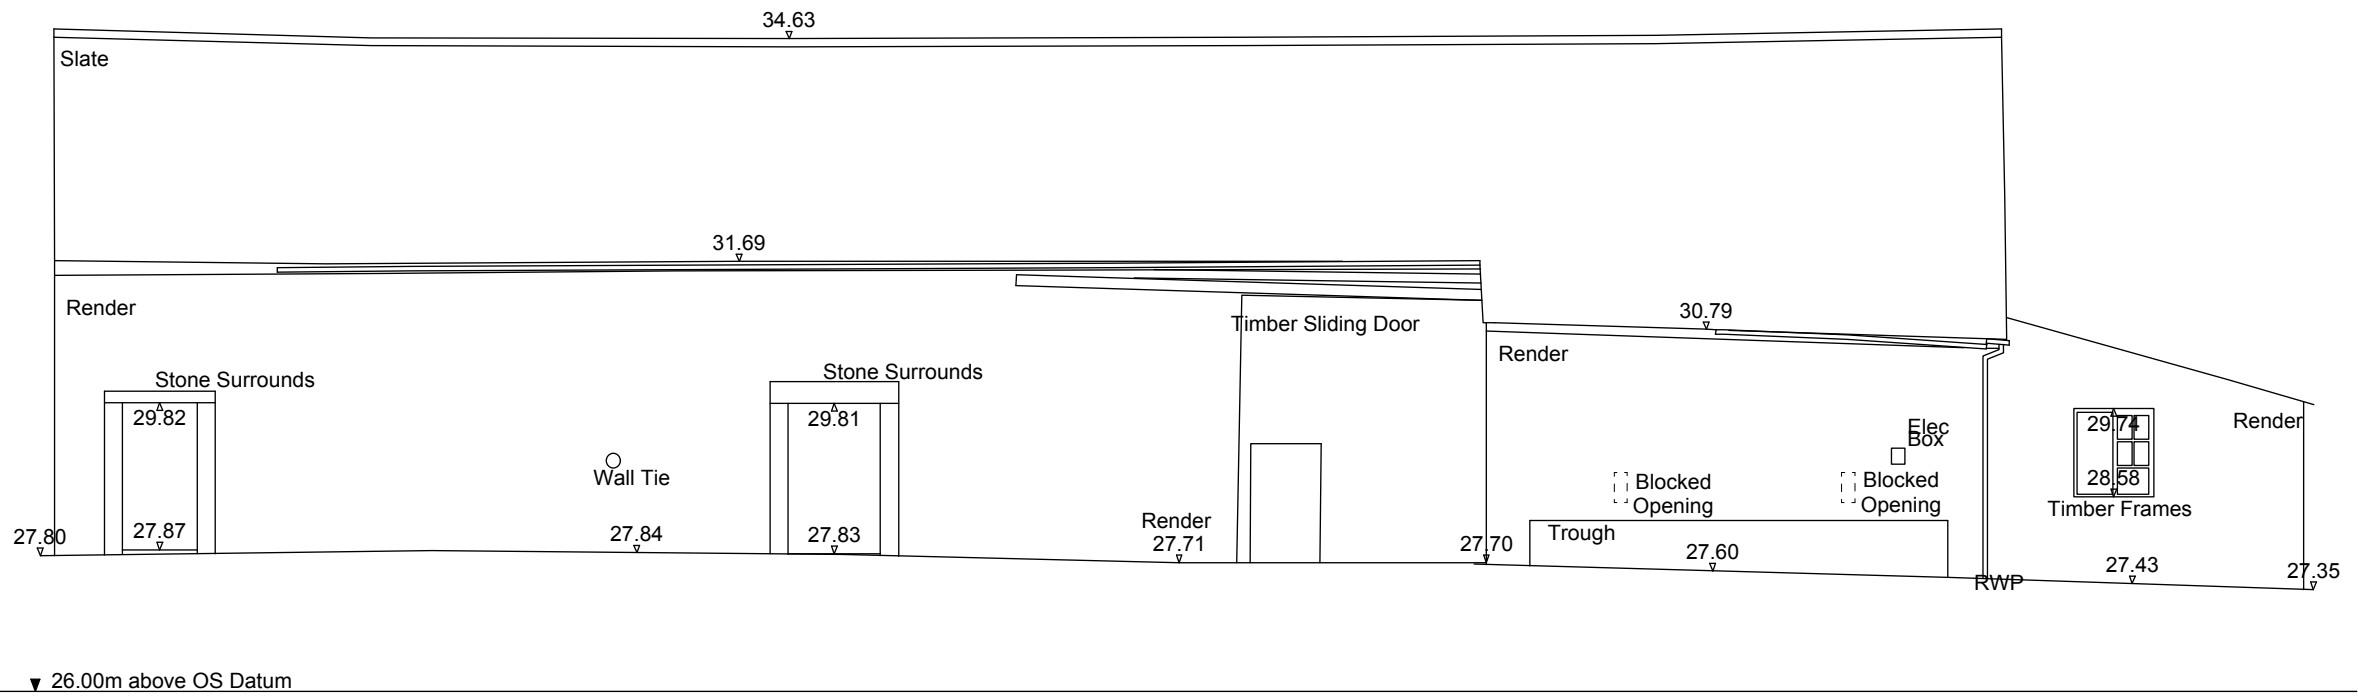 34.63
Slate
31.69
Render
30.79
Timber Sliding Door
Render
Stone Surrounds
Stone Surrounds
29.82
29.81
Elec
Box
29.74
Render
Wall Tie
Blocked
Opening
Blocked
Opening
28.58
Timber Frames
27.80
27.87
27.84
27.83
Render
27.71
27.70
Trough
27.60
RWP
27.43
27.35
26.00m above OS Datum